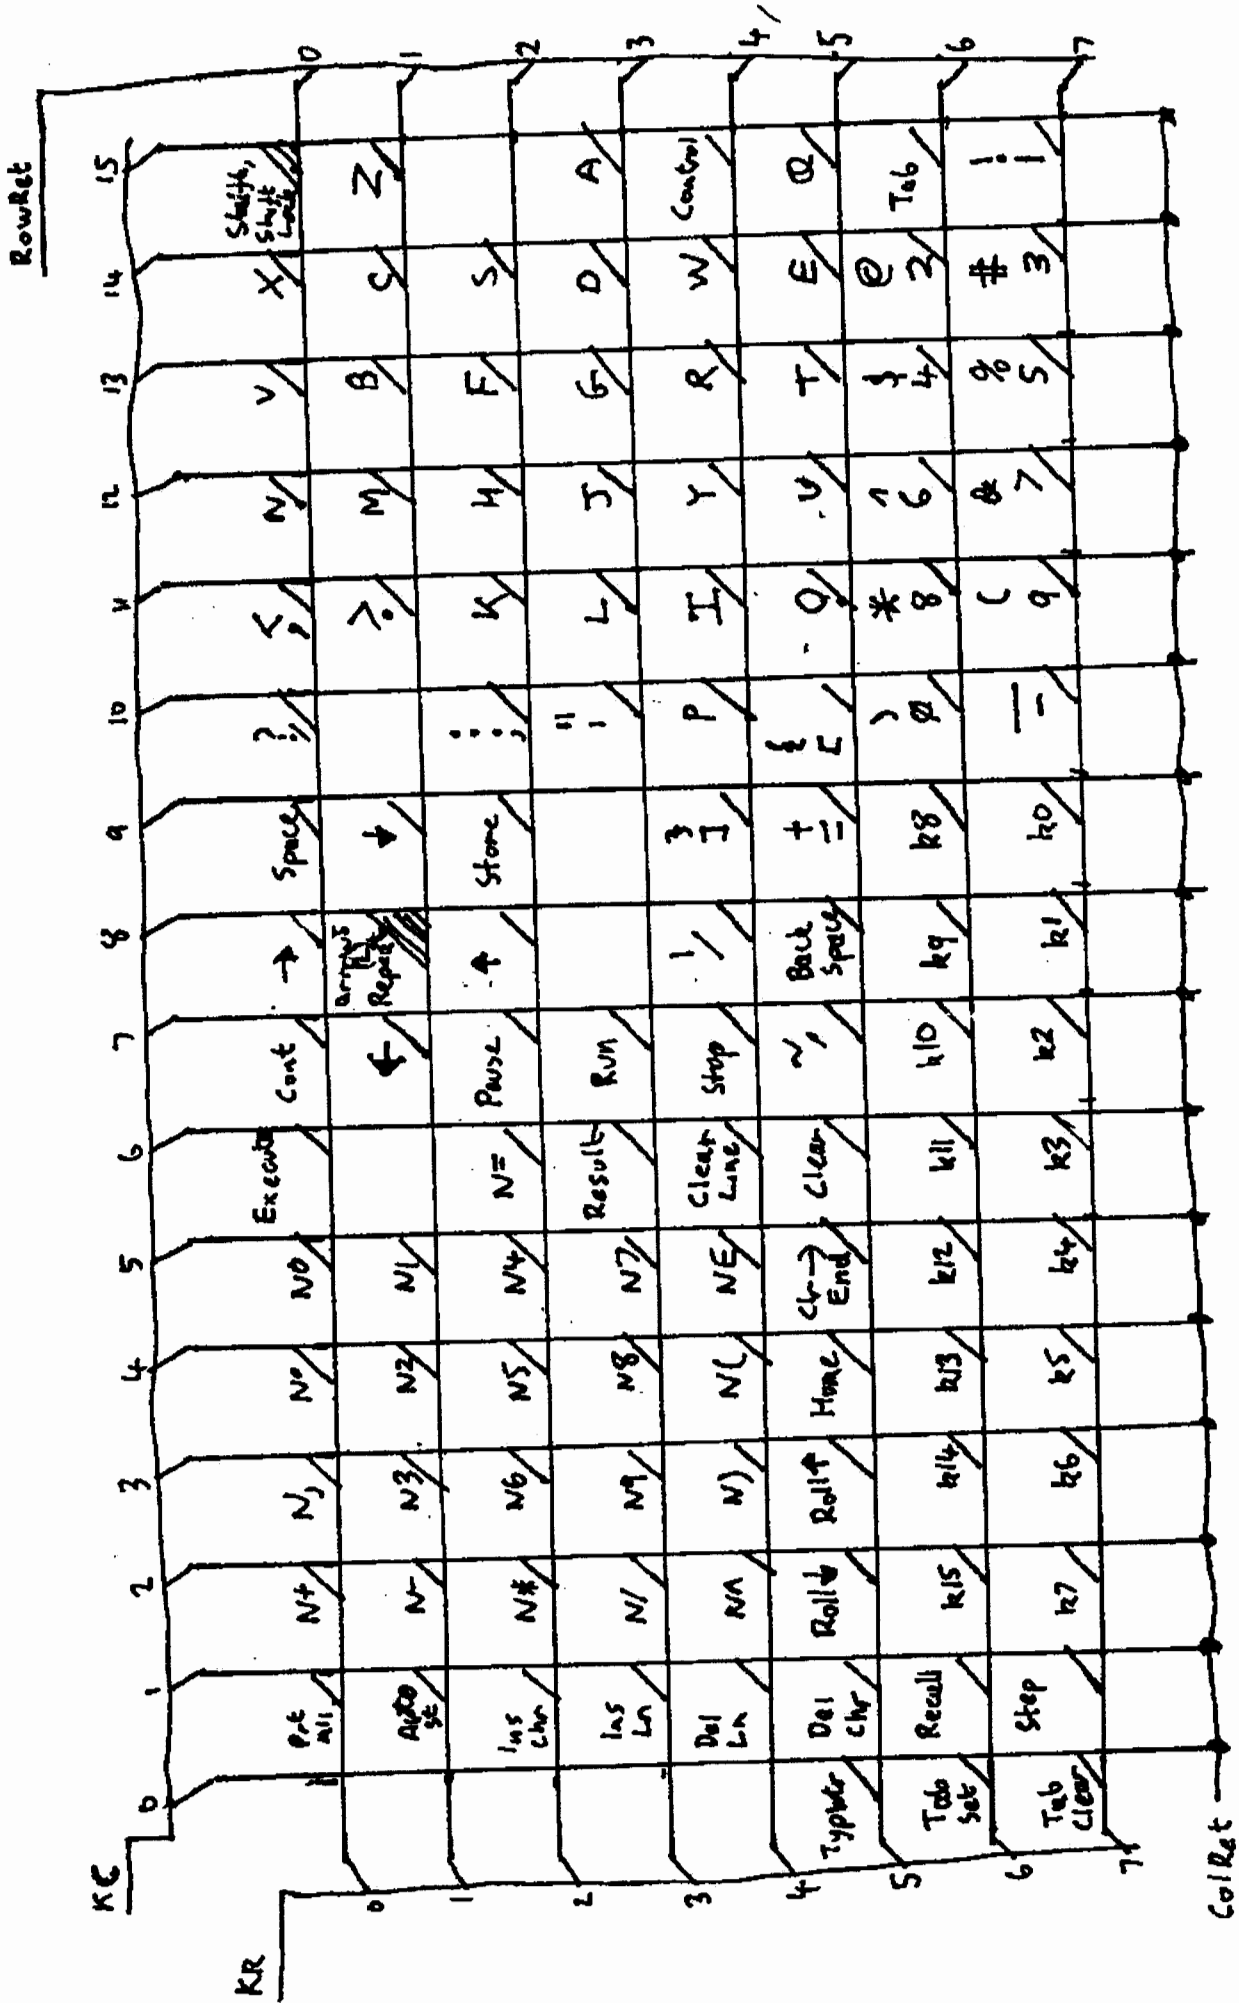 RowRet
KC 0 1 2 3 4 5 6 7 8 9 10 11 12 13 14 15
KR
0 Prt All N+ N, N. N0 Execute Cont → Space ? / < , N V X Shift, Shift Lock 0
1 Auto St N- N3 N2 N1 ← Repeat ↓ > . M B C Z 1
2 Ins Chr N* N6 N5 N4 N= Pause ↑ Store : ; K H F S 2
3 Ins Ln N/ N9 N8 N7 Result Run " ' L J G D A 3
4 Del Ln N^ N) N( NE Clear Line Stop | / } ] P I Y R W Control 4
5 Typwtr Del Chr Roll↓ Roll↑ Home Cl→ End Clear ~ ` Back Space + = { [ O U T E Q 5
6 Tab Set Recall k15 k14 k13 k12 k11 k10 k9 k8 ) 0 * 8 ^ 6 $ 4 @ 2 Tab 6
7 Tab Clear Step k7 k6 k5 k4 k3 k2 k1 k0 _ - ( 9 & 7 % 5 # 3 ! 1 7
ColRet